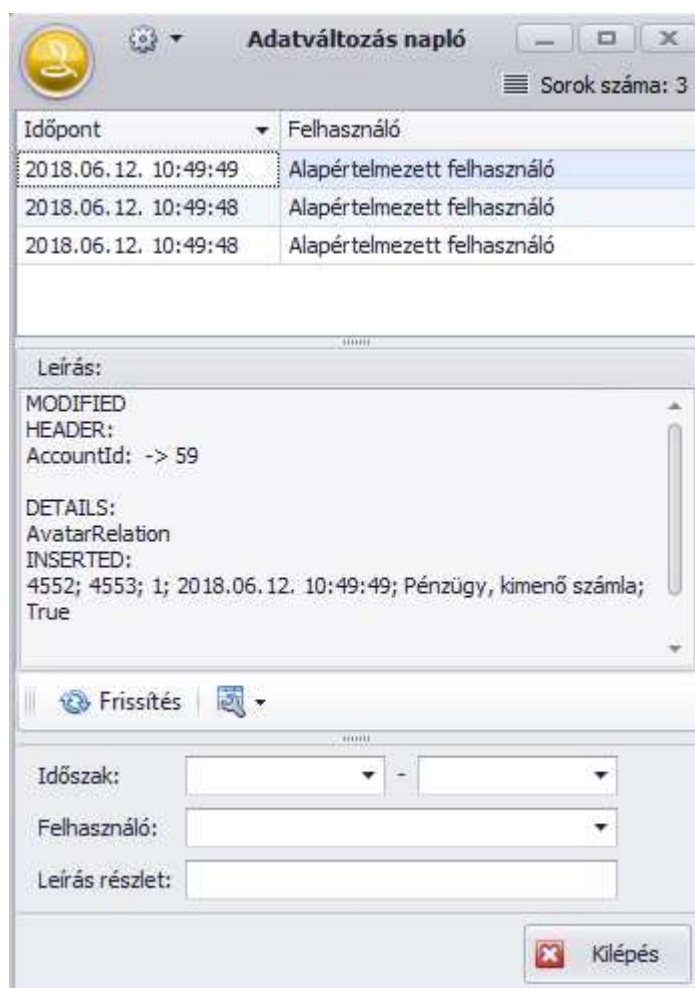 Adatváltozás napló
Sorok száma: 3
Időpont Felhasználó
2018.06.12. 10:49:49 Alapértelmezett felhasználó
2018.06.12. 10:49:48 Alapértelmezett felhasználó
2018.06.12. 10:49:48 Alapértelmezett felhasználó
Leírás:
MODIFIED
HEADER:
AccountId: -> 59
DETAILS:
AvatarRelation
INSERTED:
4552; 4553; 1; 2018.06.12. 10:49:49; Pénzügy, kimenő számla;
True
Frissítés
Időszak: -
Felhasználó:
Leírás részlet:
Kilépés